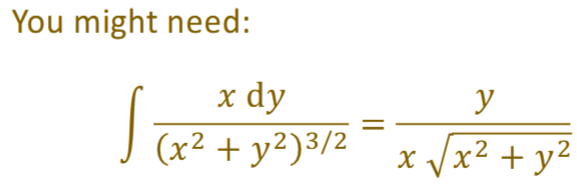 You might need:
∫ x dy / (x² + y²)^{3/2} = y / (x √(x² + y²))